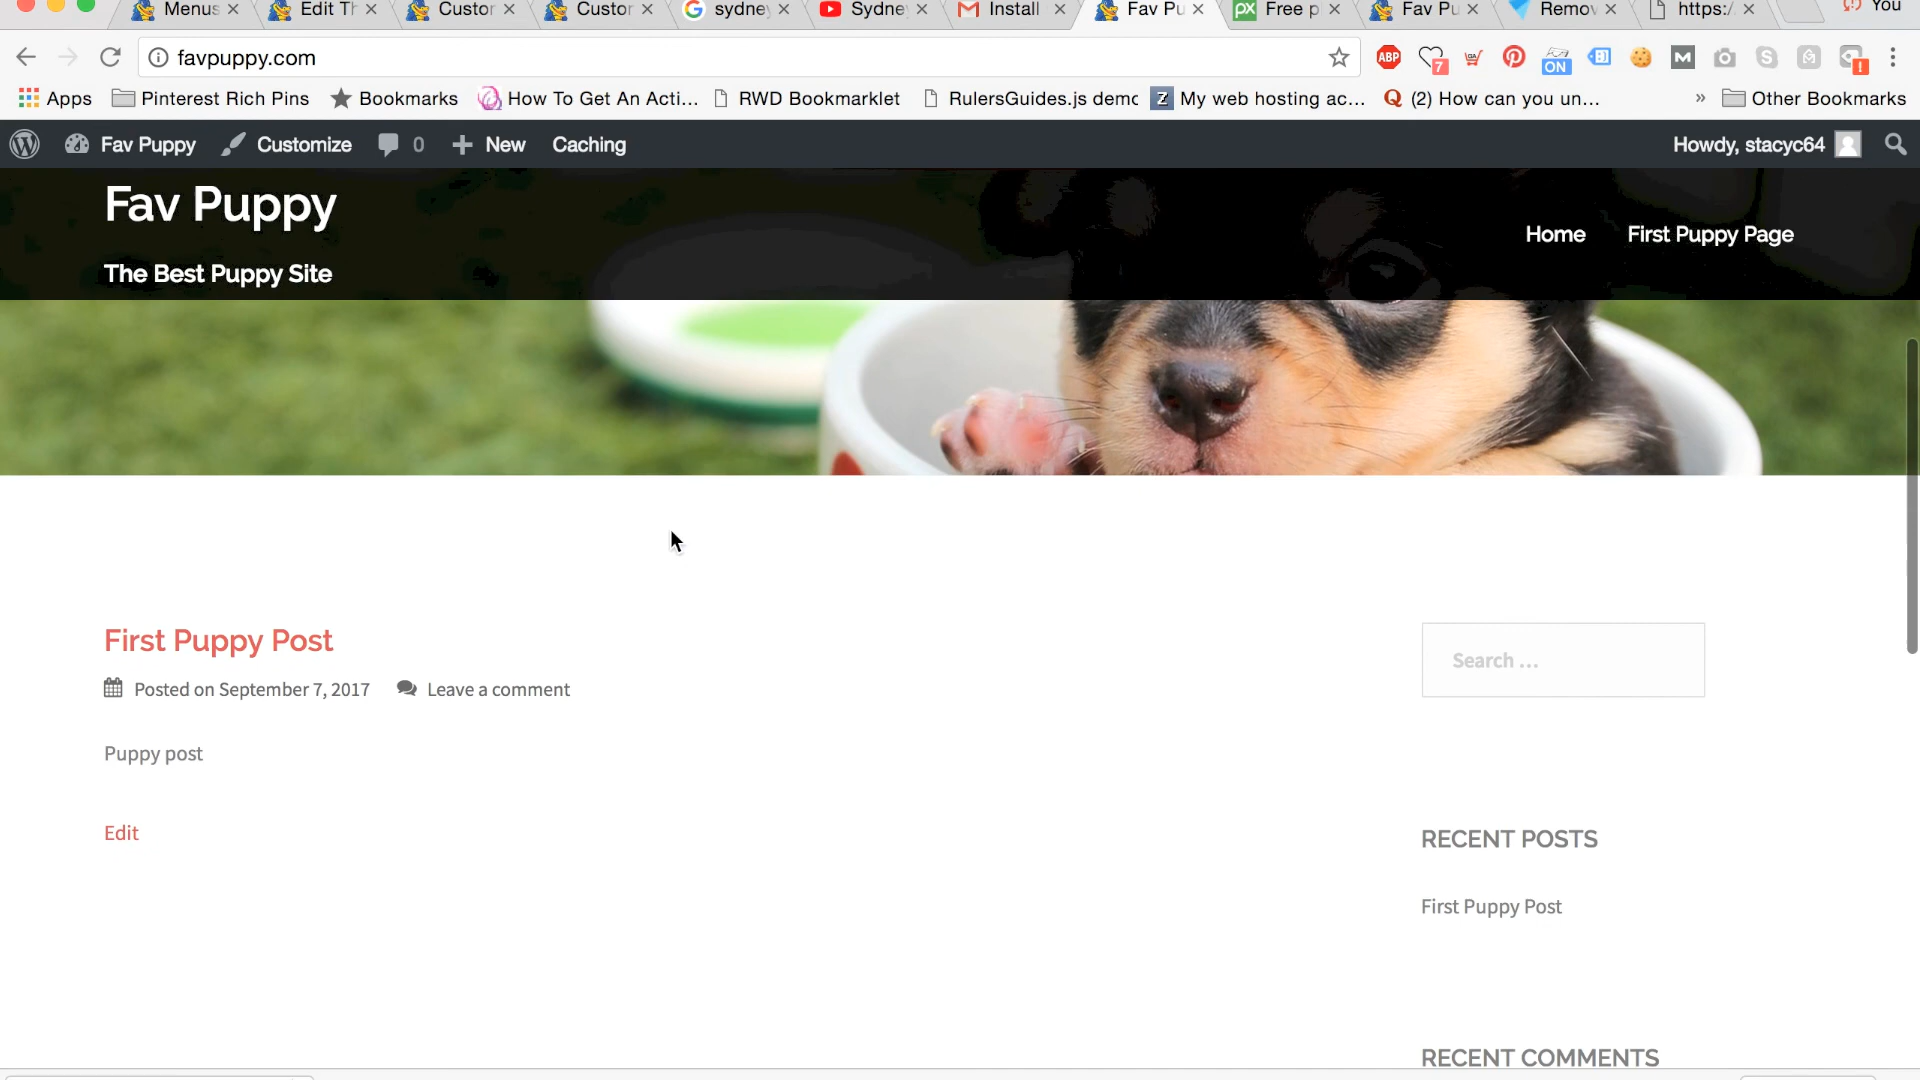 Menus Edit Th Custor Custor sydney Sydne Install Fav Pu Free p Fav Pu Remov https:/ You
favpuppy.com ABP 7 ON M
Apps Pinterest Rich Pins Bookmarks How To Get An Acti... RWD Bookmarklet RulersGuides.js demo Z My web hosting ac... Q (2) How can you un... » Other Bookmarks
Fav Puppy Customize 0 New Caching Howdy, stacyc64
Fav Puppy
Home First Puppy Page
The Best Puppy Site
First Puppy Post
Search ...
Posted on September 7, 2017 Leave a comment
Puppy post
Edit
RECENT POSTS
First Puppy Post
RECENT COMMENTS